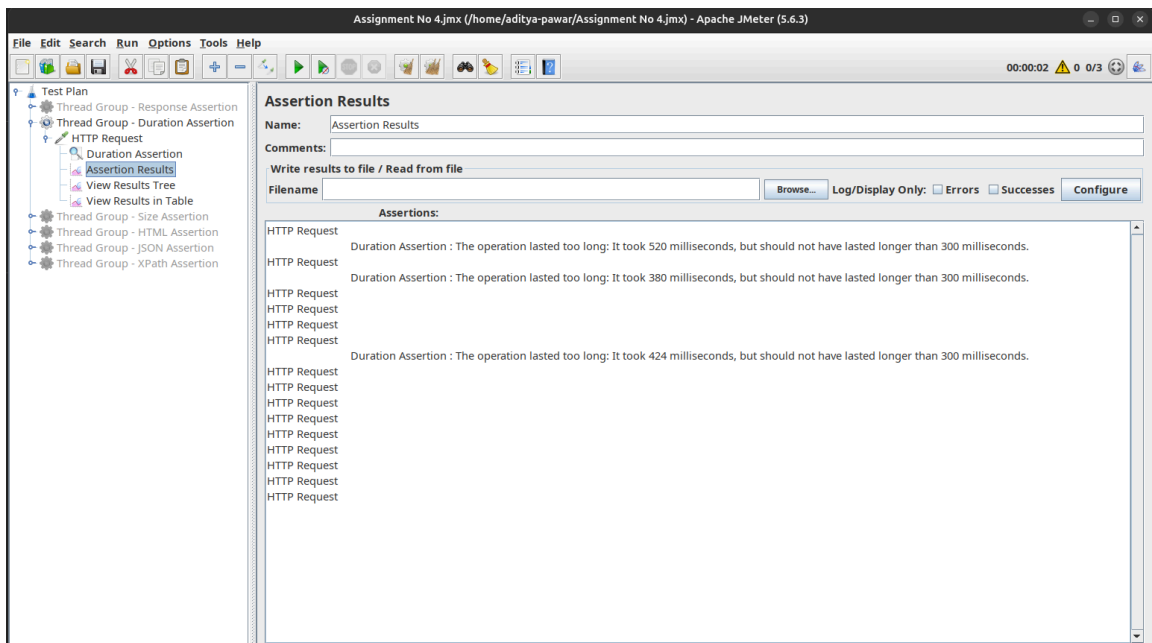 Assignment No 4.jmx (/home/aditya-pawar/Assignment No 4.jmx) - Apache JMeter (5.6.3)
File Edit Search Run Options Tools Help
00:00:02 0 0/3
Test Plan
Thread Group - Response Assertion
Thread Group - Duration Assertion
HTTP Request
Duration Assertion
Assertion Results
View Results Tree
View Results in Table
Thread Group - Size Assertion
Thread Group - HTML Assertion
Thread Group - JSON Assertion
Thread Group - XPath Assertion
Assertion Results
Name: Assertion Results
Comments:
Write results to file / Read from file
Filename Browse... Log/Display Only: Errors Successes Configure
Assertions:
HTTP Request
Duration Assertion : The operation lasted too long: It took 520 milliseconds, but should not have lasted longer than 300 milliseconds.
HTTP Request
Duration Assertion : The operation lasted too long: It took 380 milliseconds, but should not have lasted longer than 300 milliseconds.
HTTP Request
HTTP Request
HTTP Request
HTTP Request
Duration Assertion : The operation lasted too long: It took 424 milliseconds, but should not have lasted longer than 300 milliseconds.
HTTP Request
HTTP Request
HTTP Request
HTTP Request
HTTP Request
HTTP Request
HTTP Request
HTTP Request
HTTP Request